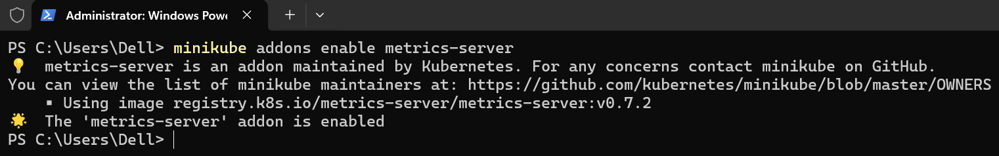 Administrator: Windows Pow
PS C:\Users\Dell> minikube addons enable metrics-server
💡  metrics-server is an addon maintained by Kubernetes. For any concerns contact minikube on GitHub.
You can view the list of minikube maintainers at: https://github.com/kubernetes/minikube/blob/master/OWNERS
    ▪ Using image registry.k8s.io/metrics-server/metrics-server:v0.7.2
🌟  The 'metrics-server' addon is enabled
PS C:\Users\Dell>